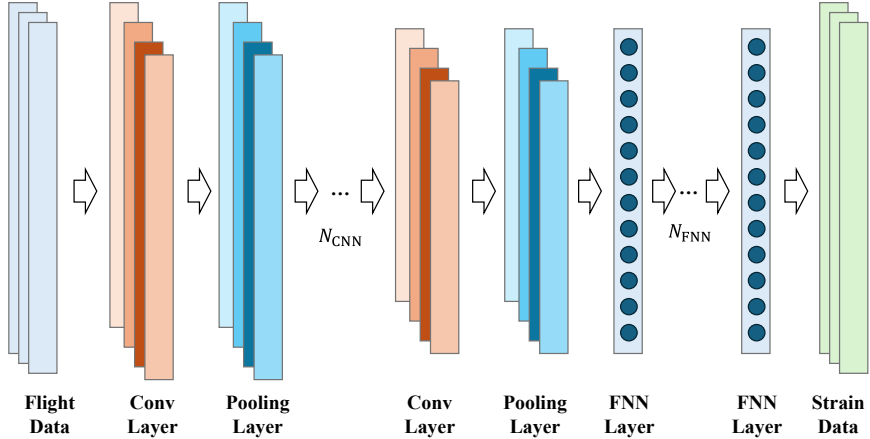 ...
N_CNN
...
N_FNN
Flight
Data
Conv
Layer
Pooling
Layer
Conv
Layer
Pooling
Layer
FNN
Layer
FNN
Layer
Strain
Data